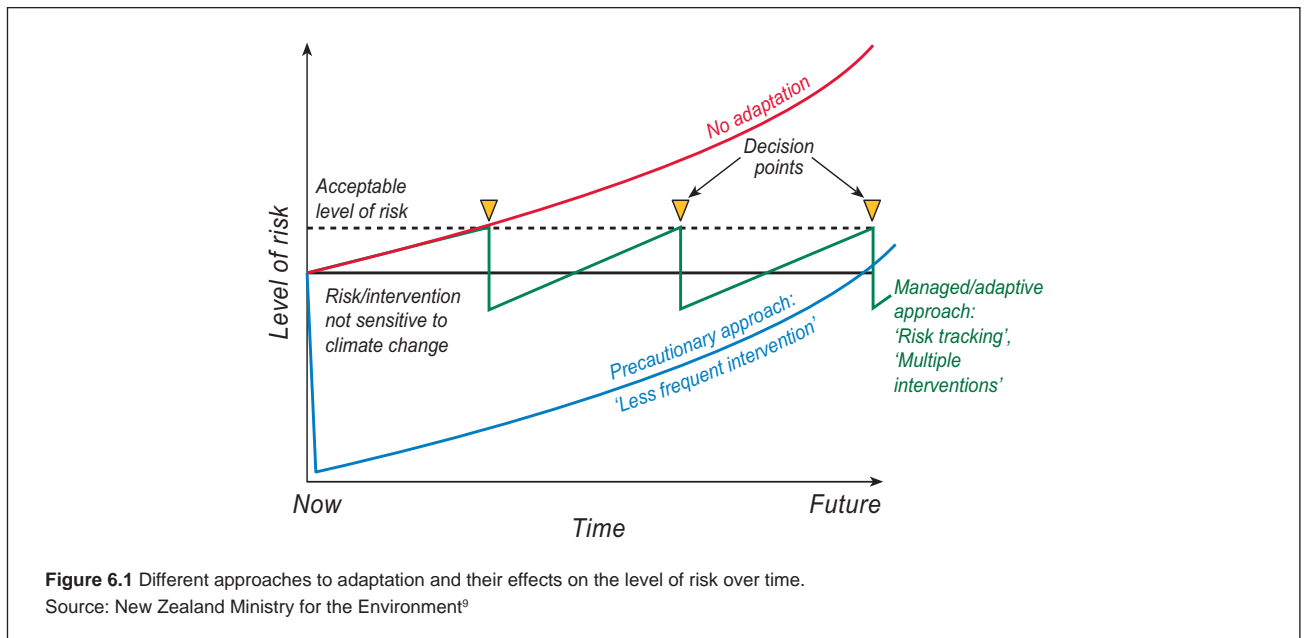 No adaptation
Decision
points
Acceptable
level of risk
Level of risk
Risk/intervention
not sensitive to
climate change
Precautionary approach:
‘Less frequent intervention’
Managed/adaptive
approach:
‘Risk tracking’,
‘Multiple
interventions’
Now
Future
Time
Figure 6.1 Different approaches to adaptation and their effects on the level of risk over time.
Source: New Zealand Ministry for the Environment⁹